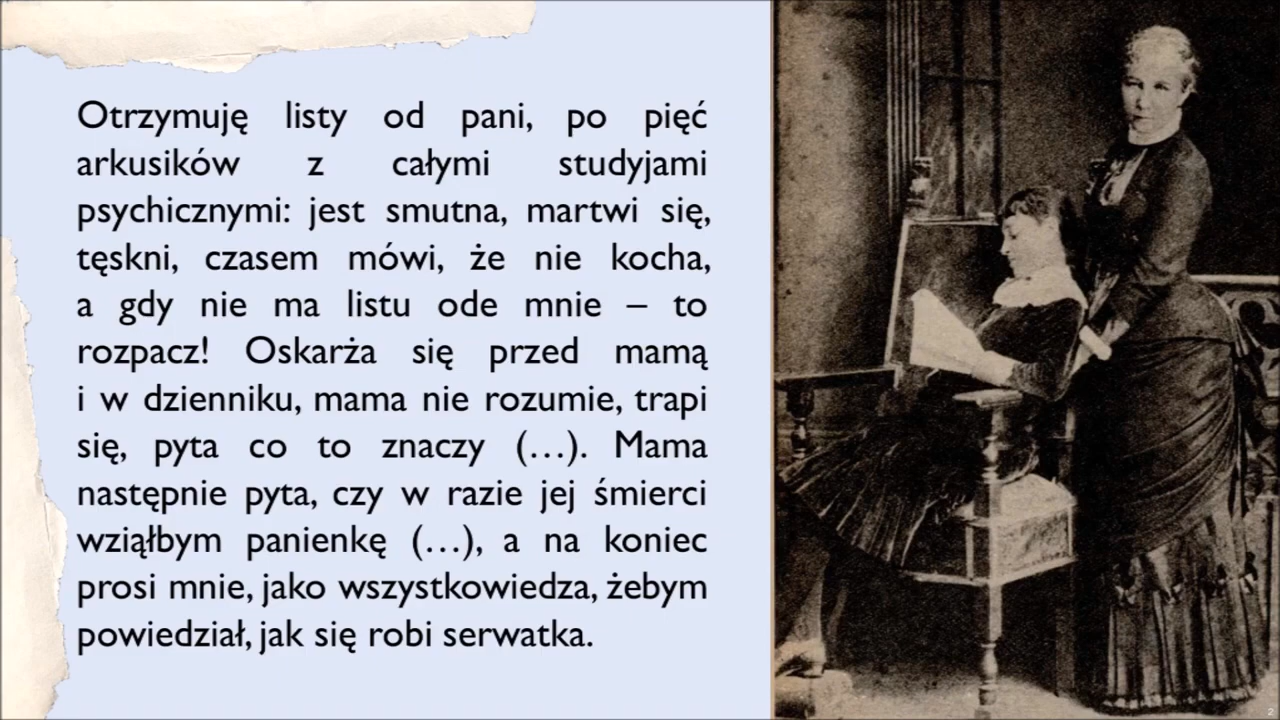 Otrzymuję listy od pani, po pięć
arkusików z całymi studyjami
psychicznymi: jest smutna, martwi się,
tęskni, czasem mówi, że nie kocha,
a gdy nie ma listu ode mnie – to
rozpacz! Oskarża się przed mamą
i w dzienniku, mama nie rozumie, trapi
się, pyta co to znaczy (…). Mama
następnie pyta, czy w razie jej śmierci
wziąłbym panienkę (…), a na koniec
prosi mnie, jako wszystkowiedza, żebym
powiedział, jak się robi serwatka.
2